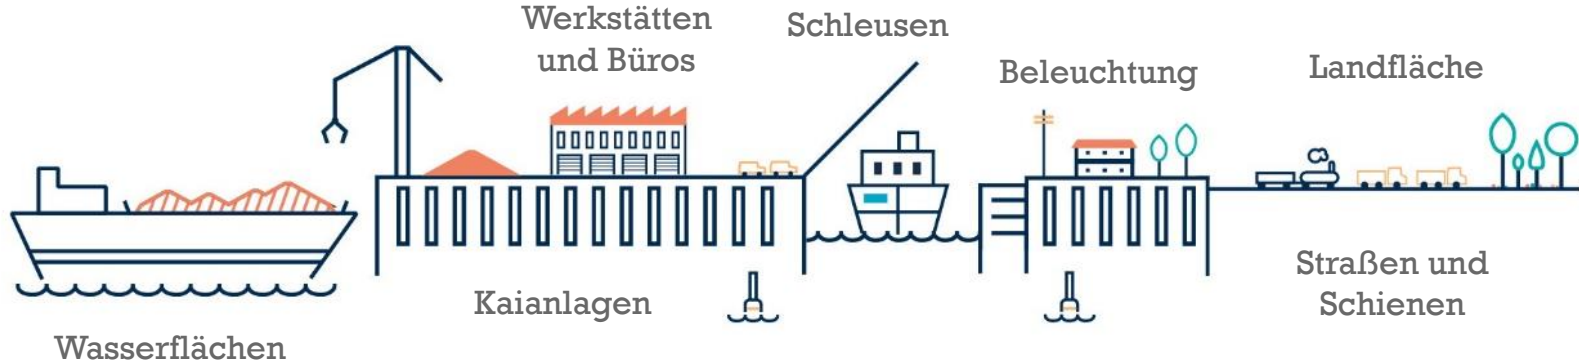 Werkstätten
und Büros
Schleusen
Beleuchtung
Landfläche
Kaianlagen
Straßen und
Schienen
Wasserflächen